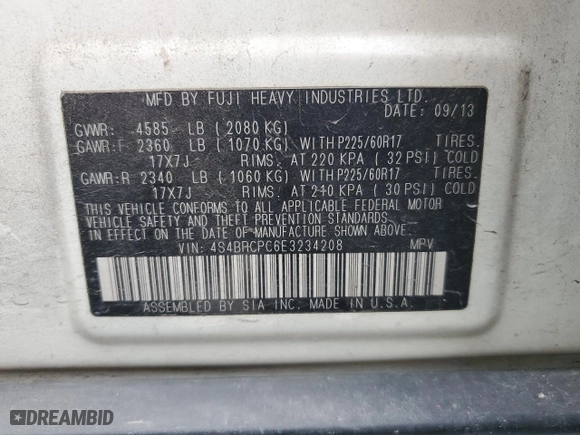 MFD BY FUJI HEAVY INDUSTRIES LTD.
DATE: 09/13
GVWR: 4585 LB (2080 KG)
GAWR:F 2360 LB (1070 KG) WITH P225/60R17 TIRES.
17X7J RIMS. AT 220 KPA (32 PSI) COLD
GAWR:R 2340 LB (1060 KG) WITH P225/60R17 TIRES.
17X7J RIMS. AT 210 KPA (30 PSI) COLD
THIS VEHICLE CONFORMS TO ALL APPLICABLE FEDERAL MOTOR
VEHICLE SAFETY AND THEFT PREVENTION STANDARDS IN EFFECT
ON THE DATE OF MANUFACTURE SHOWN ABOVE.
VIN: 4S4BRCPC6E3234208 MPV
ASSEMBLED BY SIA INC. MADE IN U.S.A.
DREAMBID